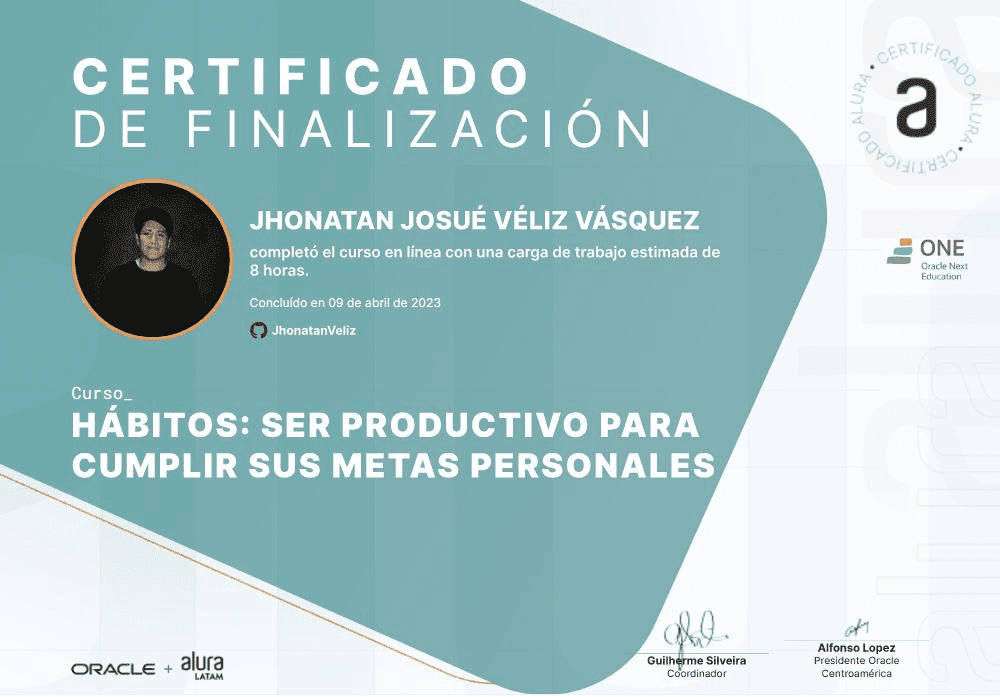 CERTIFICADO
DE FINALIZACIÓN
• CERTIFICADO ALURA • CERTIFICADO ALURA
a
JHONATAN JOSUÉ VÉLIZ VÁSQUEZ
completó el curso en línea con una carga de trabajo estimada de
8 horas.
Concluído en 09 de abril de 2023
JhonatanVeliz
ONE
Oracle Next
Education
Curso_
HÁBITOS: SER PRODUCTIVO PARA
CUMPLIR SUS METAS PERSONALES
alura
ORACLE + alura
LATAM
Guilherme Silveira
Coordinador
Alfonso Lopez
Presidente Oracle
Centroamérica